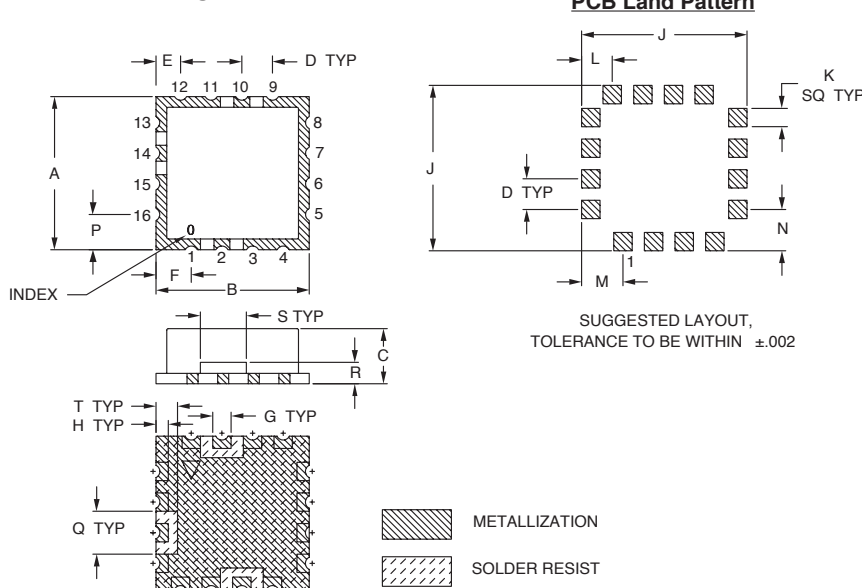 PCB Land Pattern
E
D TYP
12 11 10 9
13
14
15
16
8
7
6
5
A
P
0
1 2 3 4
F
B
INDEX
S TYP
C
R
T TYP
H TYP
G TYP
Q TYP
J
L
K
SQ TYP
J
D TYP
N
1
M
SUGGESTED LAYOUT,
TOLERANCE TO BE WITHIN ±.002
METALLIZATION
SOLDER RESIST